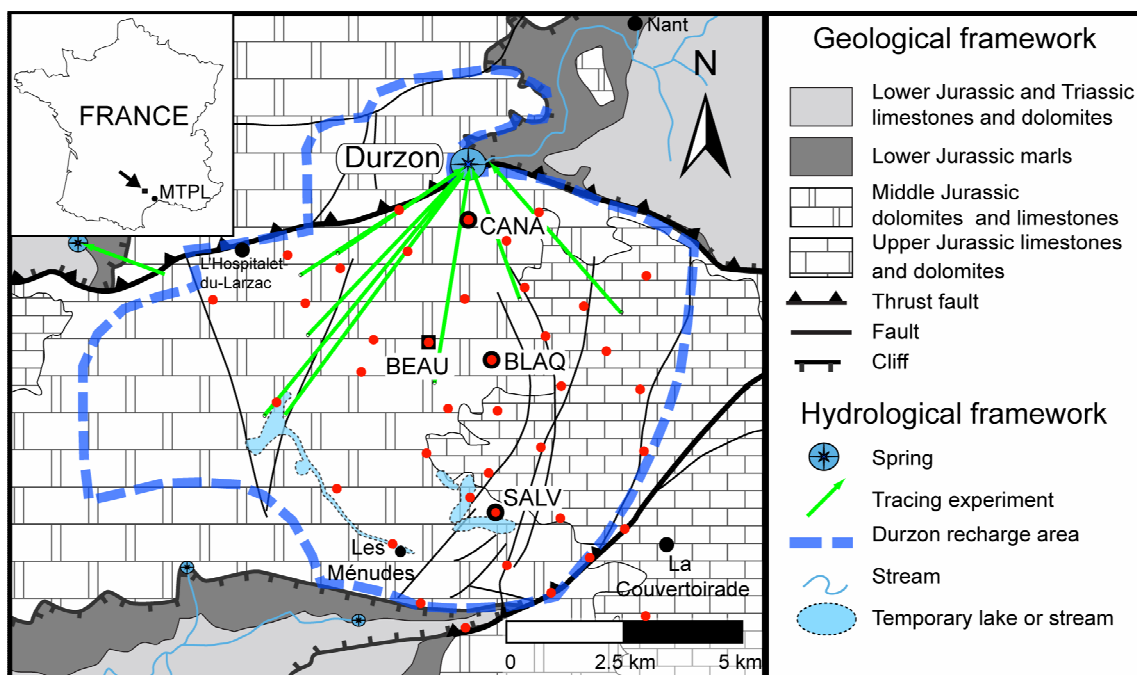 FRANCE
MTPL
Nant
N
Durzon
CANA
L'Hospitalet-
du-Larzac
BEAU
BLAQ
SALV
Les
Ménudes
La
Couvertoirade
0
2.5 km
5 km
Geological framework
Lower Jurassic and Triassic
limestones and dolomites
Lower Jurassic marls
Middle Jurassic
dolomites and limestones
Upper Jurassic limestones
and dolomites
Thrust fault
Fault
Cliff
Hydrological framework
Spring
Tracing experiment
Durzon recharge area
Stream
Temporary lake or stream